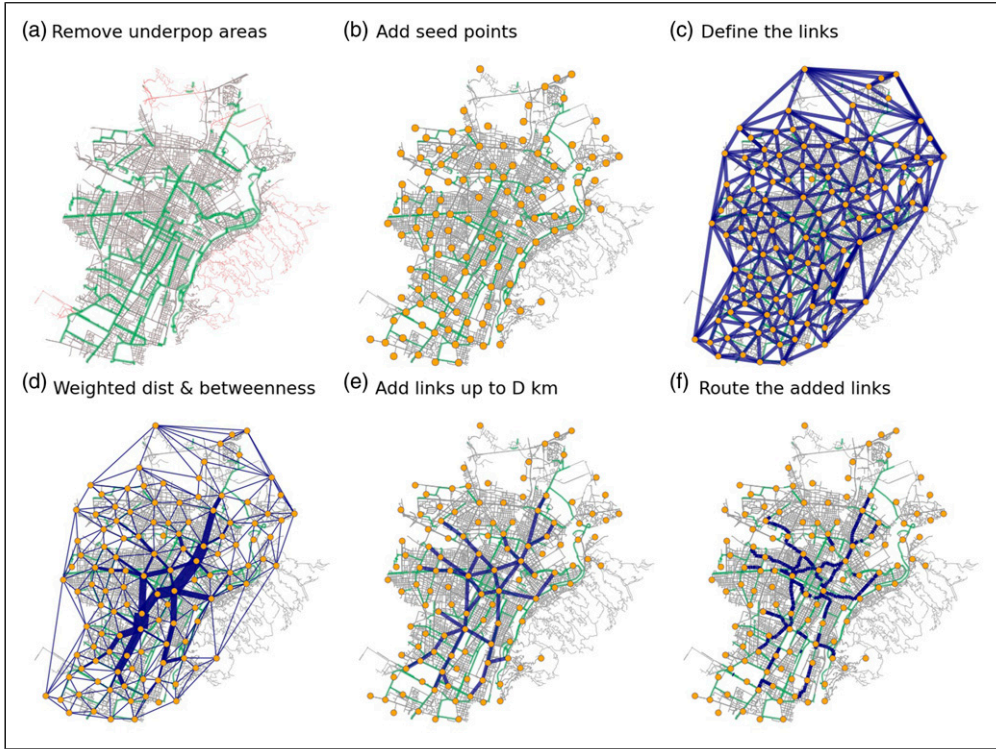 (a) Remove underpop areas
(b) Add seed points
(c) Define the links
(d) Weighted dist & betweenness
(e) Add links up to D km
(f) Route the added links